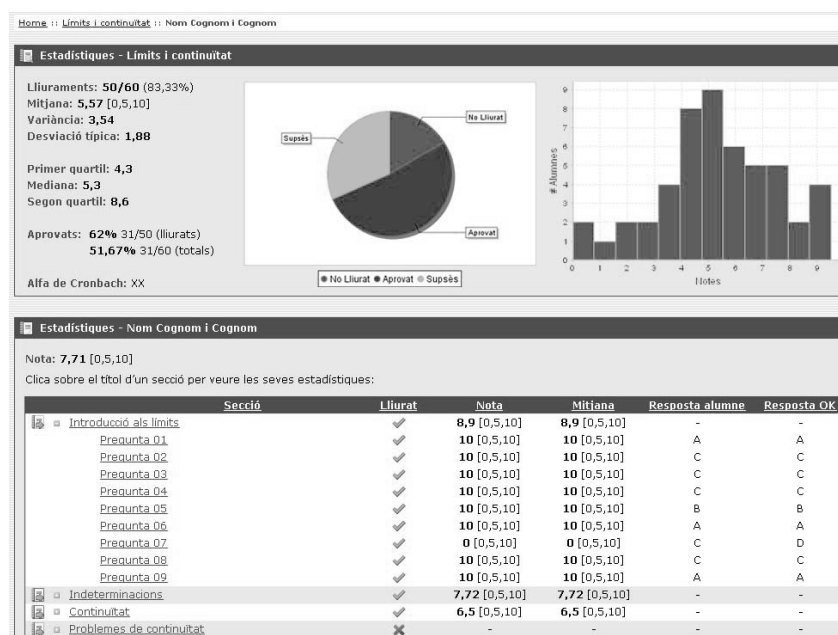 Home :: Límits i continuïtat :: Nom Cognom i Cognom
Estadístiques - Límits i continuïtat
Lliuraments: 50/60 (83,33%)
Mitjana: 5,57 [0,5,10]
Variància: 3,54
Desviació típica: 1,88
Primer quartil: 4,3
Mediana: 5,3
Segon quartil: 8,6
Aprovats: 62% 31/50 (lliurats)
51,67% 31/60 (totals)
Alfa de Cronbach: XX
No Lliurat
Supsès
Aprovat
No Lliurat Aprovat Supsès
# Alumnes
9
8
7
6
5
4
3
2
1
0
0 1 2 3 4 5 6 7 8 9
Notes
Estadístiques - Nom Cognom i Cognom
Nota: 7,71 [0,5,10]
Clica sobre el títol d'un secció per veure les seves estadístiques:
Secció Lliurat Nota Mitjana Resposta alumne Resposta OK
Introducció als límits 8,9 [0,5,10] 8,9 [0,5,10] - -
Pregunta 01 10 [0,5,10] 10 [0,5,10] A A
Pregunta 02 10 [0,5,10] 10 [0,5,10] C C
Pregunta 03 10 [0,5,10] 10 [0,5,10] C C
Pregunta 04 10 [0,5,10] 10 [0,5,10] C C
Pregunta 05 10 [0,5,10] 10 [0,5,10] B B
Pregunta 06 10 [0,5,10] 10 [0,5,10] A A
Pregunta 07 0 [0,5,10] 0 [0,5,10] C D
Pregunta 08 10 [0,5,10] 10 [0,5,10] C C
Pregunta 09 10 [0,5,10] 10 [0,5,10] A A
Indeterminacions 7,72 [0,5,10] 7,72 [0,5,10] - -
Continuïtat 6,5 [0,5,10] 6,5 [0,5,10] - -
Problemes de continuïtat - - - -